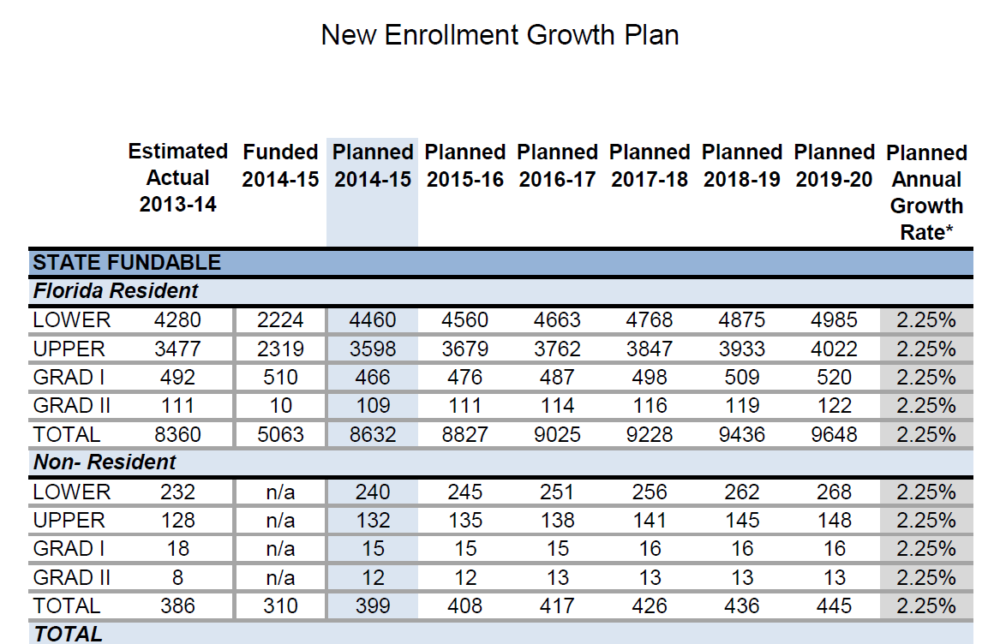 New Enrollment Growth Plan
Estimated Actual 2013-14 Funded 2014-15 Planned 2014-15 Planned 2015-16 Planned 2016-17 Planned 2017-18 Planned 2018-19 Planned 2019-20 Planned Annual Growth Rate*
STATE FUNDABLE
Florida Resident
LOWER 4280 2224 4460 4560 4663 4768 4875 4985 2.25%
UPPER 3477 2319 3598 3679 3762 3847 3933 4022 2.25%
GRAD I 492 510 466 476 487 498 509 520 2.25%
GRAD II 111 10 109 111 114 116 119 122 2.25%
TOTAL 8360 5063 8632 8827 9025 9228 9436 9648 2.25%
Non- Resident
LOWER 232 n/a 240 245 251 256 262 268 2.25%
UPPER 128 n/a 132 135 138 141 145 148 2.25%
GRAD I 18 n/a 15 15 15 16 16 16 2.25%
GRAD II 8 n/a 12 12 13 13 13 13 2.25%
TOTAL 386 310 399 408 417 426 436 445 2.25%
TOTAL